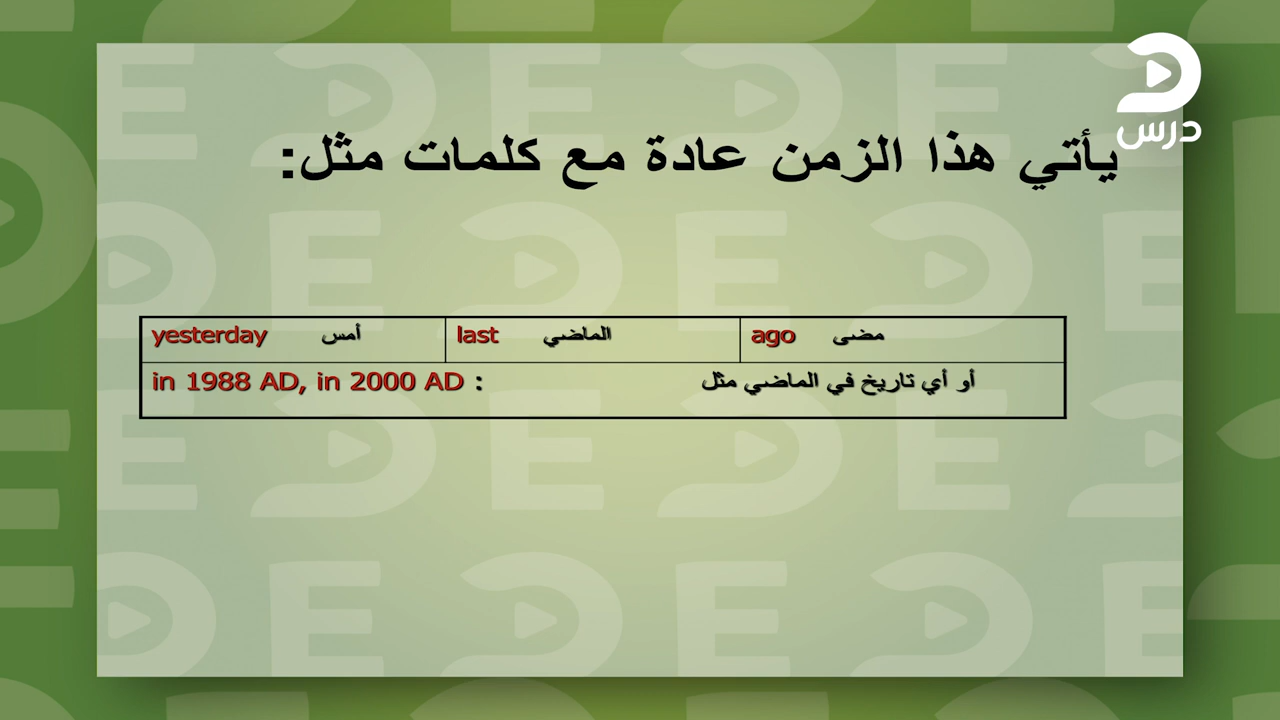 درس
يأتي هذا الزمن عادة مع كلمات مثل:
yesterday أمس last الماضي ago مضى
in 1988 AD, in 2000 AD : أو أي تاريخ في الماضي مثل